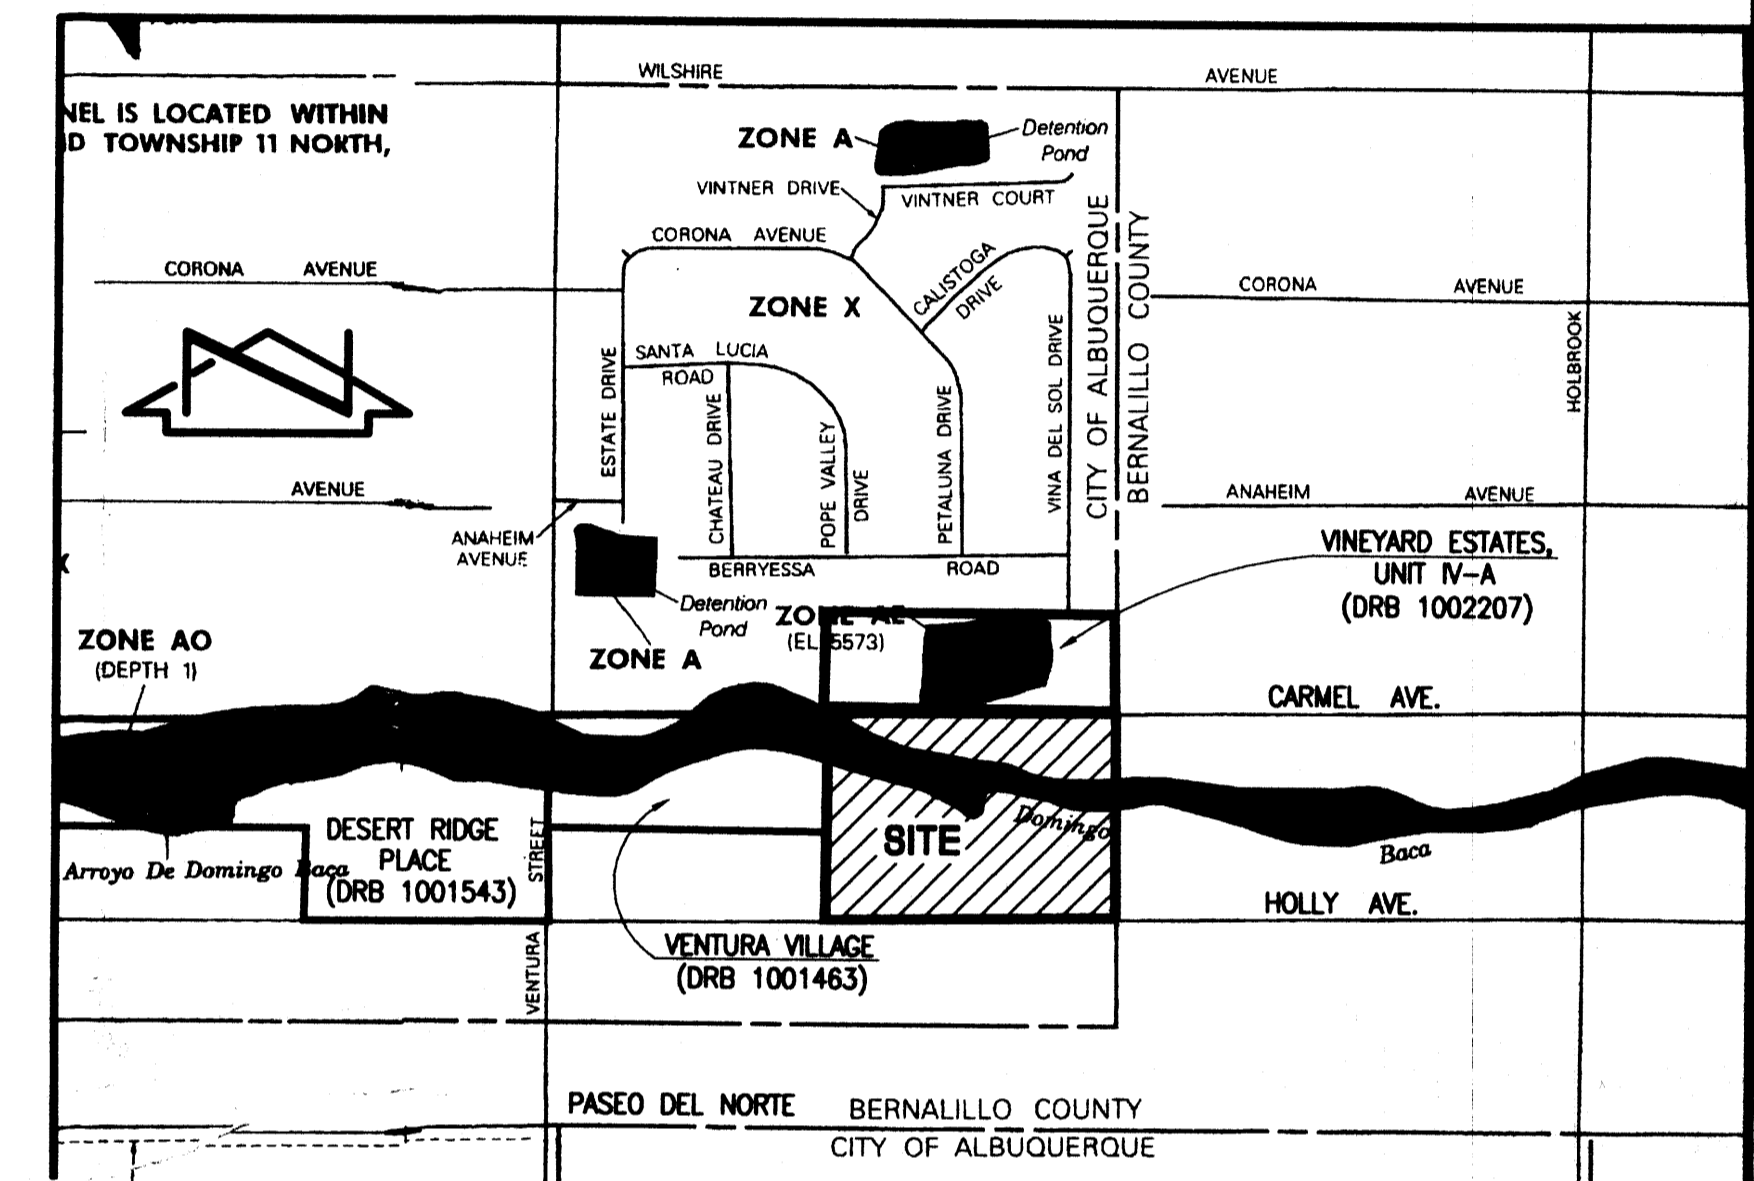 WILSHIRE AVENUE
NEL IS LOCATED WITHIN
D TOWNSHIP 11 NORTH,
ZONE A
Detention
Pond
VINTNER DRIVE
VINTNER COURT
CORONA AVENUE
CORONA AVENUE
CALISTOGA
DRIVE
CITY OF ALBUQUERQUE
BERNALILLO COUNTY
CORONA AVENUE
ZONE X
HOLBROOK
ESTATE DRIVE
SANTA LUCIA
ROAD
CHATEAU DRIVE
POPE VALLEY
DRIVE
PETALUNA DRIVE
VINA DEL SOL DRIVE
AVENUE
ANAHEIM AVENUE
ANAHEIM
AVENUE
BERRYESSA ROAD
VINEYARD ESTATES,
UNIT IV-A
(DRB 1002207)
X
Detention
Pond
ZONE A
ZONE AE
(EL 5573)
ZONE AO
(DEPTH 1)
CARMEL AVE.
DESERT RIDGE
PLACE
(DRB 1001543)
Arroyo De Domingo Baca
VENTURA STREET
SITE
Domingo
Baca
HOLLY AVE.
VENTURA VILLAGE
(DRB 1001463)
PASEO DEL NORTE
BERNALILLO COUNTY
CITY OF ALBUQUERQUE